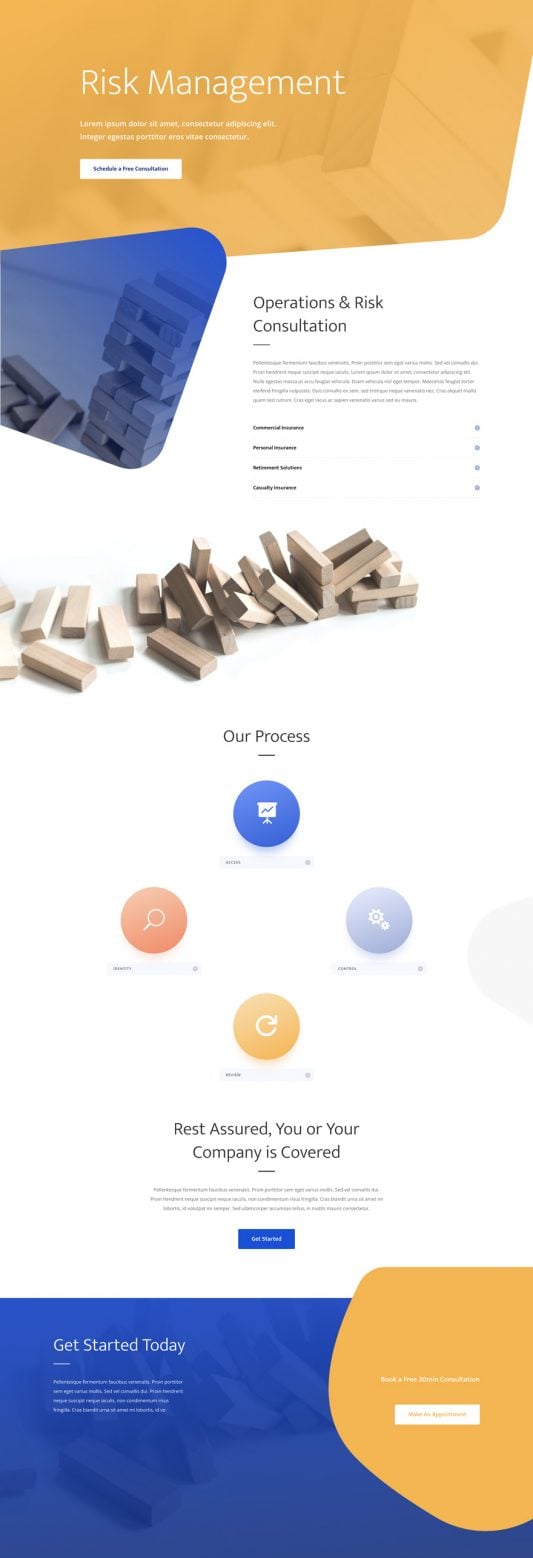 Risk Management
Lorem ipsum dolor sit amet, consectetur adipiscing elit.
Integer egestas porttitor eros vitae consectetur.
Schedule a Free Consultation
Operations & Risk
Consultation
Pellentesque fermentum faucibus venenatis. Proin porttitor sem eget varius mollis. Sed vel convallis dui.
Proin hendrerit neque suscipit neque iaculis. Lorem ipsum dolor sit amet, consectetur adipiscing elit.
Nulla egestas massa at arcu feugiat vehicula. Etiam vehicula nisl eget tempor. Maecenas feugiat tortor
eleifend fringilla vulputate. Duis convallis ex sem, sed tristique neque venenatis nec. Cras aliquet mollis
quam sed rutrum. Cras eget lacus ac sapien venenatis varius sed eu mauris.
Commercial Insurance
Personal Insurance
Retirement Solutions
Casualty Insurance
Our Process
ACCESS
IDENTITY
CONTROL
REVIEW
Rest Assured, You or Your
Company is Covered
Pellentesque fermentum faucibus venenatis. Proin porttitor sem eget varius mollis. Sed vel convallis dui.
Proin hendrerit neque suscipit neque iaculis, non condimentum risus fringilla. Cras blandit urna sit amet mi
lobortis, id volutpat mi semper. Sed ullamcorper accumsan tellus, in mattis mauris consectetur.
Get Started
Get Started Today
Pellentesque fermentum faucibus venenatis. Proin porttitor
sem eget varius mollis. Sed vel convallis dui. Proin hendrerit
neque suscipit neque iaculis, non condimentum risus
fringilla. Cras blandit urna sit amet mi lobortis, id vo
Book a Free 30min Consultation
Make An Appointment